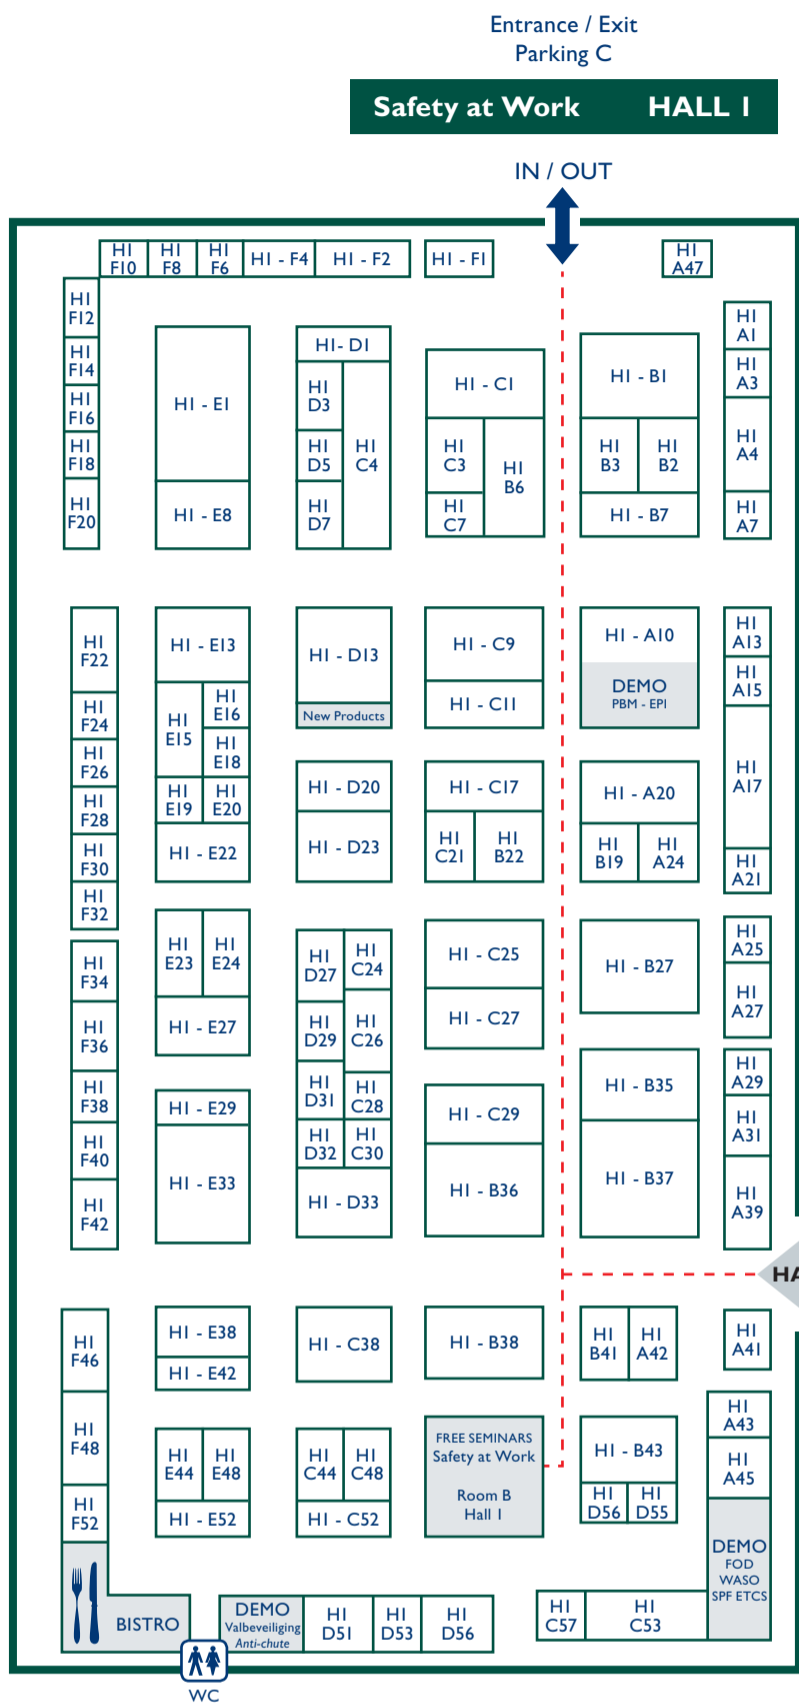 Entrance / Exit
Parking C
Safety at Work HALL 1
IN / OUT
H1 F10
H1 F8
H1 F6
H1 - F4
H1 - F2
H1 - F1
H1 A47
H1 F12
H1 F14
H1 F16
H1 F18
H1 F20
H1 - E1
H1 - E8
H1- D1
H1 D3
H1 D5
H1 D7
H1 C4
H1 - C1
H1 C3
H1 C7
H1 B6
H1 - B1
H1 B3
H1 B2
H1 - B7
H1 A1
H1 A3
H1 A4
H1 A7
H1 F22
H1 F24
H1 F26
H1 F28
H1 F30
H1 F32
H1 - E13
H1 E15
H1 E16
H1 E18
H1 E19
H1 E20
H1 - E22
H1 - D13
New Products
H1 - D20
H1 - D23
H1 - C9
H1 - C11
H1 - C17
H1 C21
H1 B22
H1 - A10
DEMO
PBM - EPI
H1 - A20
H1 B19
H1 A24
H1 A13
H1 A15
H1 A17
H1 A21
H1 F34
H1 F36
H1 F38
H1 F40
H1 F42
H1 E23
H1 E24
H1 - E27
H1 - E29
H1 - E33
H1 D27
H1 C24
H1 D29
H1 C26
H1 D31
H1 C28
H1 D32
H1 C30
H1 - D33
H1 - C25
H1 - C27
H1 - C29
H1 - B36
H1 - B27
H1 - B35
H1 - B37
H1 A25
H1 A27
H1 A29
H1 A31
H1 A39
HA
H1 F46
H1 F48
H1 F52
H1 - E38
H1 - E42
H1 E44
H1 E48
H1 - E52
H1 - C38
H1 C44
H1 C48
H1 - C52
H1 - B38
FREE SEMINARS
Safety at Work
Room B
Hall 1
H1 B41
H1 A42
H1 - B43
H1 D56
H1 D55
H1 A41
H1 A43
H1 A45
DEMO
FOD
WASO
SPF ETCS
BISTRO
DEMO
Valbeveiliging
Anti-chute
H1 D51
H1 D53
H1 D56
H1 C57
H1 C53
WC